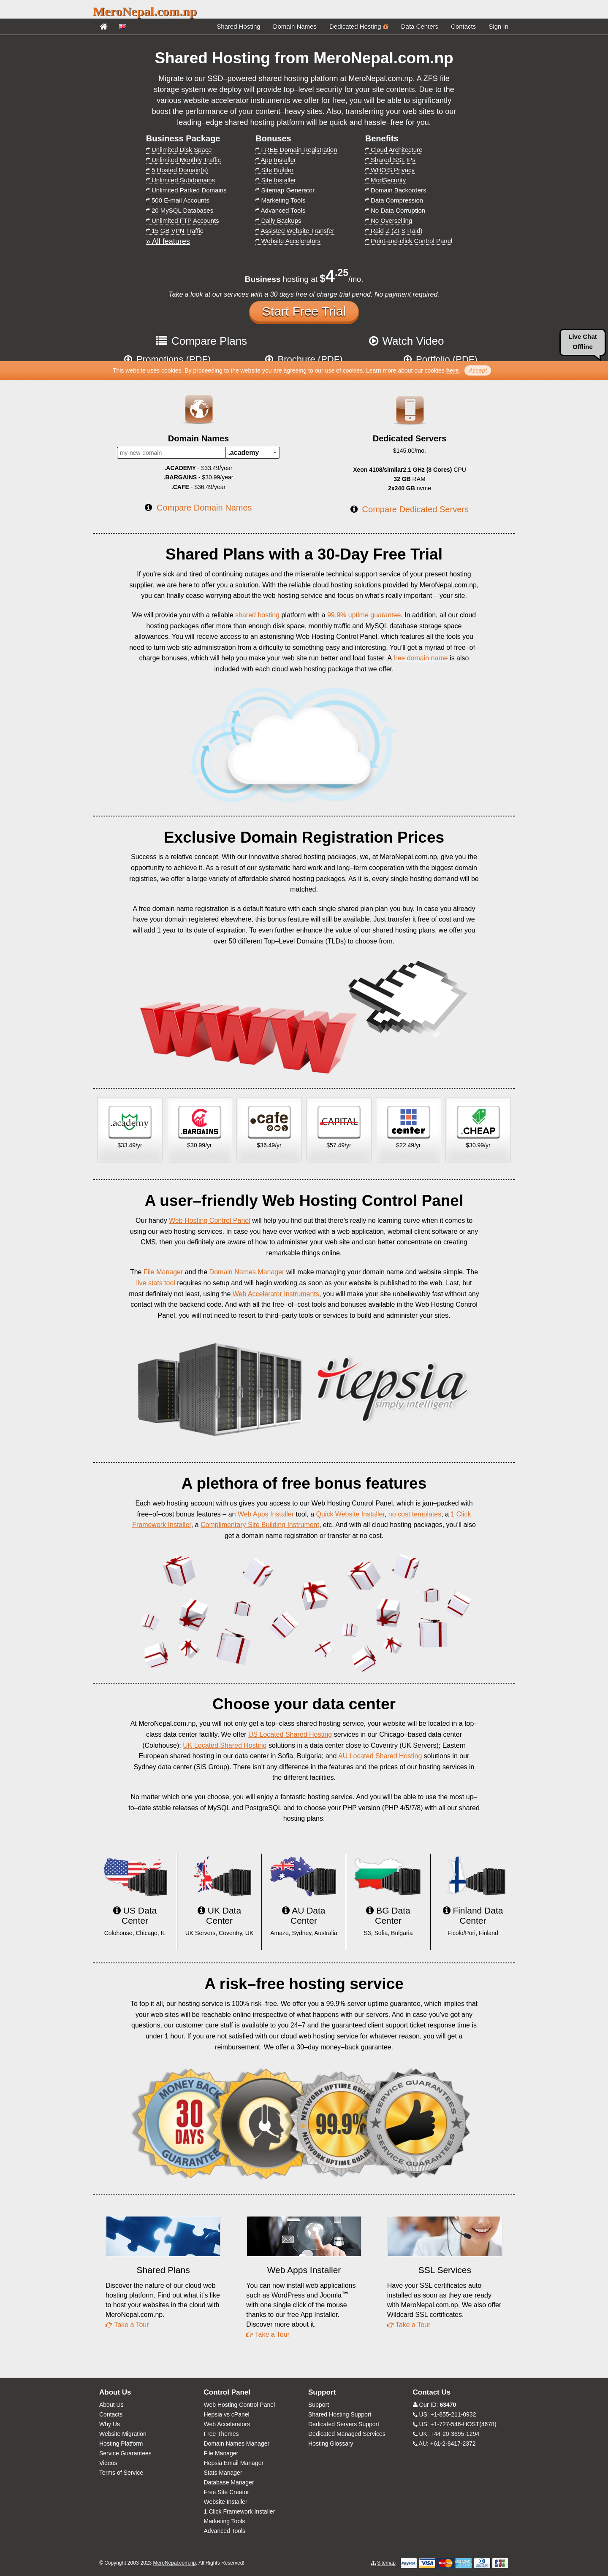 MeroNepal.com.np
Shared Hosting Domain Names Dedicated Hosting Data Centers Contacts Sign In
Shared Hosting from MeroNepal.com.np
Migrate to our SSD–powered shared hosting platform at MeroNepal.com.np. A ZFS file
storage system we deploy will provide top–level security for your site contents. Due to the
various website accelerator instruments we offer for free, you will be able to significantly
boost the performance of your content–heavy sites. Also, transferring your web sites to our
leading–edge shared hosting platform will be quick and hassle–free for you.
Business Package
Unlimited Disk Space
Unlimited Monthly Traffic
5 Hosted Domain(s)
Unlimited Subdomains
Unlimited Parked Domains
500 E-mail Accounts
20 MySQL Databases
Unlimited FTP Accounts
15 GB VPN Traffic
» All features
Bonuses
FREE Domain Registration
App Installer
Site Builder
Site Installer
Sitemap Generator
Marketing Tools
Advanced Tools
Daily Backups
Assisted Website Transfer
Website Accelerators
Benefits
Cloud Architecture
Shared SSL IPs
WHOIS Privacy
ModSecurity
Domain Backorders
Data Compression
No Data Corruption
No Overselling
Raid-Z (ZFS Raid)
Point-and-click Control Panel
Business hosting at $4.25/mo.
Take a look at our services with a 30 days free of charge trial period. No payment required.
Start Free Trial
Compare Plans Watch Video
Live Chat
Offline
Promotions (PDF) Brochure (PDF) Portfolio (PDF)
This website uses cookies. By proceeding to the website you are agreeing to our use of cookies. Learn more about our cookies here. Accept
Domain Names
my-new-domain .academy
.ACADEMY - $33.49/year
.BARGAINS - $30.99/year
.CAFE - $36.49/year
Compare Domain Names
Dedicated Servers
$145.00/mo.
Xeon 4108/similar2.1 GHz (8 Cores) CPU
32 GB RAM
2x240 GB nvme
Compare Dedicated Servers
Shared Plans with a 30-Day Free Trial
If you’re sick and tired of continuing outages and the miserable technical support service of your present hosting
supplier, we are here to offer you a solution. With the reliable cloud hosting solutions provided by MeroNepal.com.np,
you can finally cease worrying about the web hosting service and focus on what’s really important – your site.
We will provide you with a reliable shared hosting platform with a 99.9% uptime guarantee. In addition, all our cloud
hosting packages offer more than enough disk space, monthly traffic and MySQL database storage space
allowances. You will receive access to an astonishing Web Hosting Control Panel, which features all the tools you
need to turn web site administration from a difficulty to something easy and interesting. You’ll get a myriad of free–of–
charge bonuses, which will help you make your web site run better and load faster. A free domain name is also
included with each cloud web hosting package that we offer.
Exclusive Domain Registration Prices
Success is a relative concept. With our innovative shared hosting packages, we, at MeroNepal.com.np, give you the
opportunity to achieve it. As a result of our systematic hard work and long–term cooperation with the biggest domain
registries, we offer a large variety of affordable shared hosting packages. As it is, every single hosting demand will be
matched.
A free domain name registration is a default feature with each single shared plan plan you buy. In case you already
have your domain registered elsewhere, this bonus feature will still be available. Just transfer it free of cost and we
will add 1 year to its date of expiration. To even further enhance the value of our shared hosting plans, we offer you
over 50 different Top–Level Domains (TLDs) to choose from.
WWW
.academy .BARGAINS .cafe .CAPITAL center .CHEAP
$33.49/yr $30.99/yr $36.49/yr $57.49/yr $22.49/yr $30.99/yr
A user–friendly Web Hosting Control Panel
Our handy Web Hosting Control Panel will help you find out that there’s really no learning curve when it comes to
using our web hosting services. In case you have ever worked with a web application, webmail client software or any
CMS, then you definitely are aware of how to administer your web site and can better concentrate on creating
remarkable things online.
The File Manager and the Domain Names Manager will make managing your domain name and website simple. The
live stats tool requires no setup and will begin working as soon as your website is published to the web. Last, but
most definitely not least, using the Web Accelerator Instruments, you will make your site unbelievably fast without any
contact with the backend code. And with all the free–of–cost tools and bonuses available in the Web Hosting Control
Panel, you will not need to resort to third–party tools or services to build and administer your sites.
Hepsia
simply intelligent
A plethora of free bonus features
Each web hosting account with us gives you access to our Web Hosting Control Panel, which is jam–packed with
free–of–cost bonus features – an Web Apps Installer tool, a Quick Website Installer, no cost templates, a 1 Click
Framework Installer, a Complimentary Site Building Instrument, etc. And with all cloud hosting packages, you’ll also
get a domain name registration or transfer at no cost.
Choose your data center
At MeroNepal.com.np, you will not only get a top–class shared hosting service, your website will be located in a top–
class data center facility. We offer US Located Shared Hosting services in our Chicago–based data center
(Colohouse); UK Located Shared Hosting solutions in a data center close to Coventry (UK Servers); Eastern
European shared hosting in our data center in Sofia, Bulgaria; and AU Located Shared Hosting solutions in our
Sydney data center (SiS Group). There isn’t any difference in the features and the prices of our hosting services in
the different facilities.
No matter which one you choose, you will enjoy a fantastic hosting service. And you will be able to use the most up–
to–date stable releases of MySQL and PostgreSQL and to choose your PHP version (PHP 4/5/7/8) with all our shared
hosting plans.
US Data
Center
Colohouse, Chicago, IL
UK Data
Center
UK Servers, Coventry, UK
AU Data
Center
Amaze, Sydney, Australia
BG Data
Center
S3, Sofia, Bulgaria
Finland Data
Center
Ficolo/Pori, Finland
A risk–free hosting service
To top it all, our hosting service is 100% risk–free. We offer you a 99.9% server uptime guarantee, which implies that
your web sites will be reachable online irrespective of what happens with our servers. And in case you’ve got any
questions, our customer care staff is available to you 24–7 and the guaranteed client support ticket response time is
under 1 hour. If you are not satisfied with our cloud web hosting service for whatever reason, you will get a
reimbursement. We offer a 30–day money–back guarantee.
MONEY BACK
30
DAYS
GUARANTEE
NETWORK UPTIME
99.9%
NETWORK UPTIME
SERVICE GUARANTEES
SERVICE GUARANTEES
Shared Plans
Discover the nature of our cloud web
hosting platform. Find out what it’s like
to host your websites in the cloud with
MeroNepal.com.np.
Take a Tour
Web Apps Installer
You can now install web applications
such as WordPress and Joomla™
with one single click of the mouse
thanks to our free App Installer.
Discover more about it.
Take a Tour
SSL Services
Have your SSL certificates auto–
installed as soon as they are ready
with MeroNepal.com.np. We also offer
Wildcard SSL certificates.
Take a Tour
About Us
About Us
Contacts
Why Us
Website Migration
Hosting Platform
Service Guarantees
Videos
Terms of Service
Control Panel
Web Hosting Control Panel
Hepsia vs cPanel
Web Accelerators
Free Themes
Domain Names Manager
File Manager
Hepsia Email Manager
Stats Manager
Database Manager
Free Site Creator
Website Installer
1 Click Framework Installer
Marketing Tools
Advanced Tools
Support
Support
Shared Hosting Support
Dedicated Servers Support
Dedicated Managed Services
Hosting Glossary
Contact Us
Our ID: 63470
US: +1-855-211-0932
US: +1-727-546-HOST(4678)
UK: +44-20-3695-1294
AU: +61-2-8417-2372
© Copyright 2003-2023 MeroNepal.com.np. All Rights Reserved!
Sitemap PayPal VISA